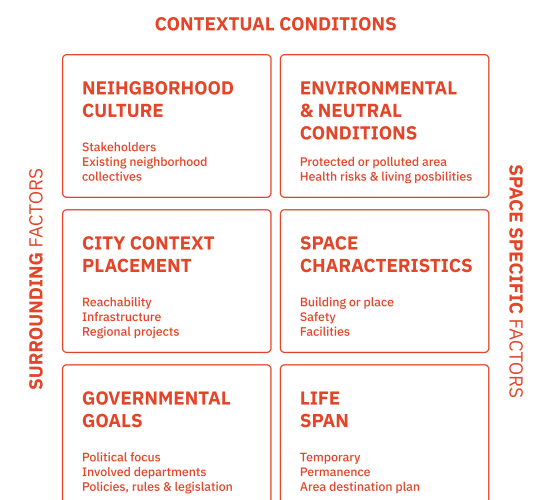 CONTEXTUAL CONDITIONS
NEIHGBORHOOD
CULTURE
Stakeholders
Existing neighborhood
collectives
ENVIRONMENTAL
& NEUTRAL
CONDITIONS
Protected or polluted area
Health risks & living posbilities
SURROUNDING FACTORS
SPACE SPECIFIC FACTORS
CITY CONTEXT
PLACEMENT
Reachability
Infrastructure
Regional projects
SPACE
CHARACTERISTICS
Building or place
Safety
Facilities
GOVERNMENTAL
GOALS
Political focus
Involved departments
Policies, rules & legislation
LIFE
SPAN
Temporary
Permanence
Area destination plan